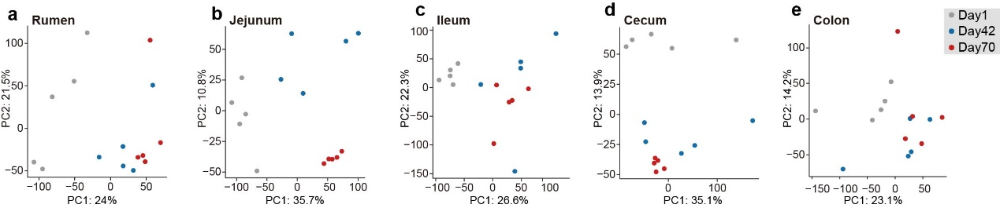 a Rumen
PC2: 21.5%
100
50
0
−50
−100 −50 0 50
PC1: 24%
b Jejunum
PC2: 10.8%
50
25
0
−25
−50
−100 −50 0 50 100
PC1: 35.7%
c Ileum
PC2: 22.3%
100
50
0
−50
−100
−150
−100 −50 0 50 100
PC1: 26.6%
d Cecum
PC2: 13.9%
50
25
0
−25
−50
0 100
PC1: 35.1%
e Colon
PC2: 14.2%
100
50
0
−50
−150 −100 −50 0 50
PC1: 23.1%
Day1
Day42
Day70